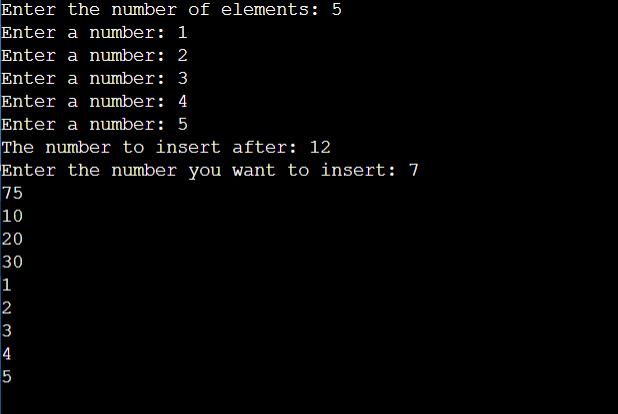 Enter the number of elements: 5
Enter a number: 1
Enter a number: 2
Enter a number: 3
Enter a number: 4
Enter a number: 5
The number to insert after: 12
Enter the number you want to insert: 7
75
10
20
30
1
2
3
4
5